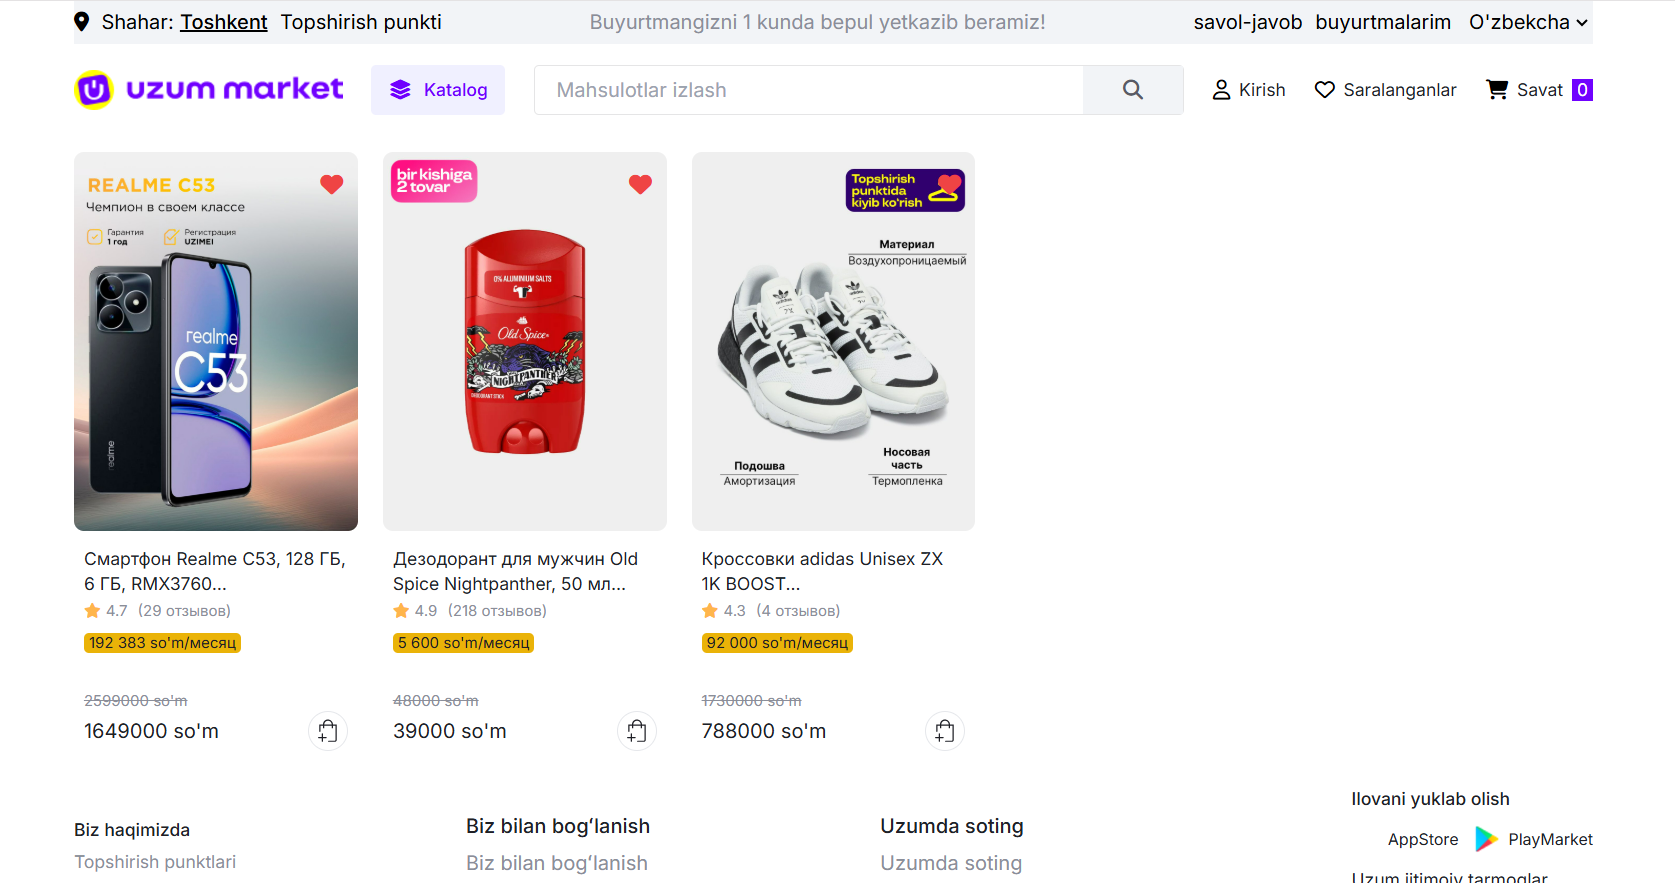 Shahar: Toshkent Topshirish punkti
Buyurtmangizni 1 kunda bepul yetkazib beramiz!
savol-javob buyurtmalarim O'zbekcha
uzum market
Katalog
Mahsulotlar izlash
Kirish
Saralanganlar
Savat 0
REALME C53
Чемпион в своем классе
Гарантия
1 год
Регистрация
UZIMEI
realme
C53
realme
bir kishiga
2 tovar
0% ALUMINIUM SALTS
Old Spice
NIGHTPANTHER
DEODORANT STICK
Topshirish
punktida
kiyib ko'rish
Материал
Воздухопроницаемый
adidas
Подошва
Амортизация
Носовая
часть
Термопленка
Смартфон Realme C53, 128 ГБ,
6 ГБ, RMX3760...
4.7 (29 отзывов)
192 383 so'm/месяц
2599000 so'm
1649000 so'm
Дезодорант для мужчин Old
Spice Nightpanther, 50 мл...
4.9 (218 отзывов)
5 600 so'm/месяц
48000 so'm
39000 so'm
Кроссовки adidas Unisex ZX
1K BOOST...
4.3 (4 отзывов)
92 000 so'm/месяц
1730000 so'm
788000 so'm
Biz haqimizda
Topshirish punktlari
Biz bilan bogʻlanish
Biz bilan bogʻlanish
Uzumda soting
Uzumda soting
Ilovani yuklab olish
AppStore
PlayMarket
Uzum ijtimoiy tarmoqlar